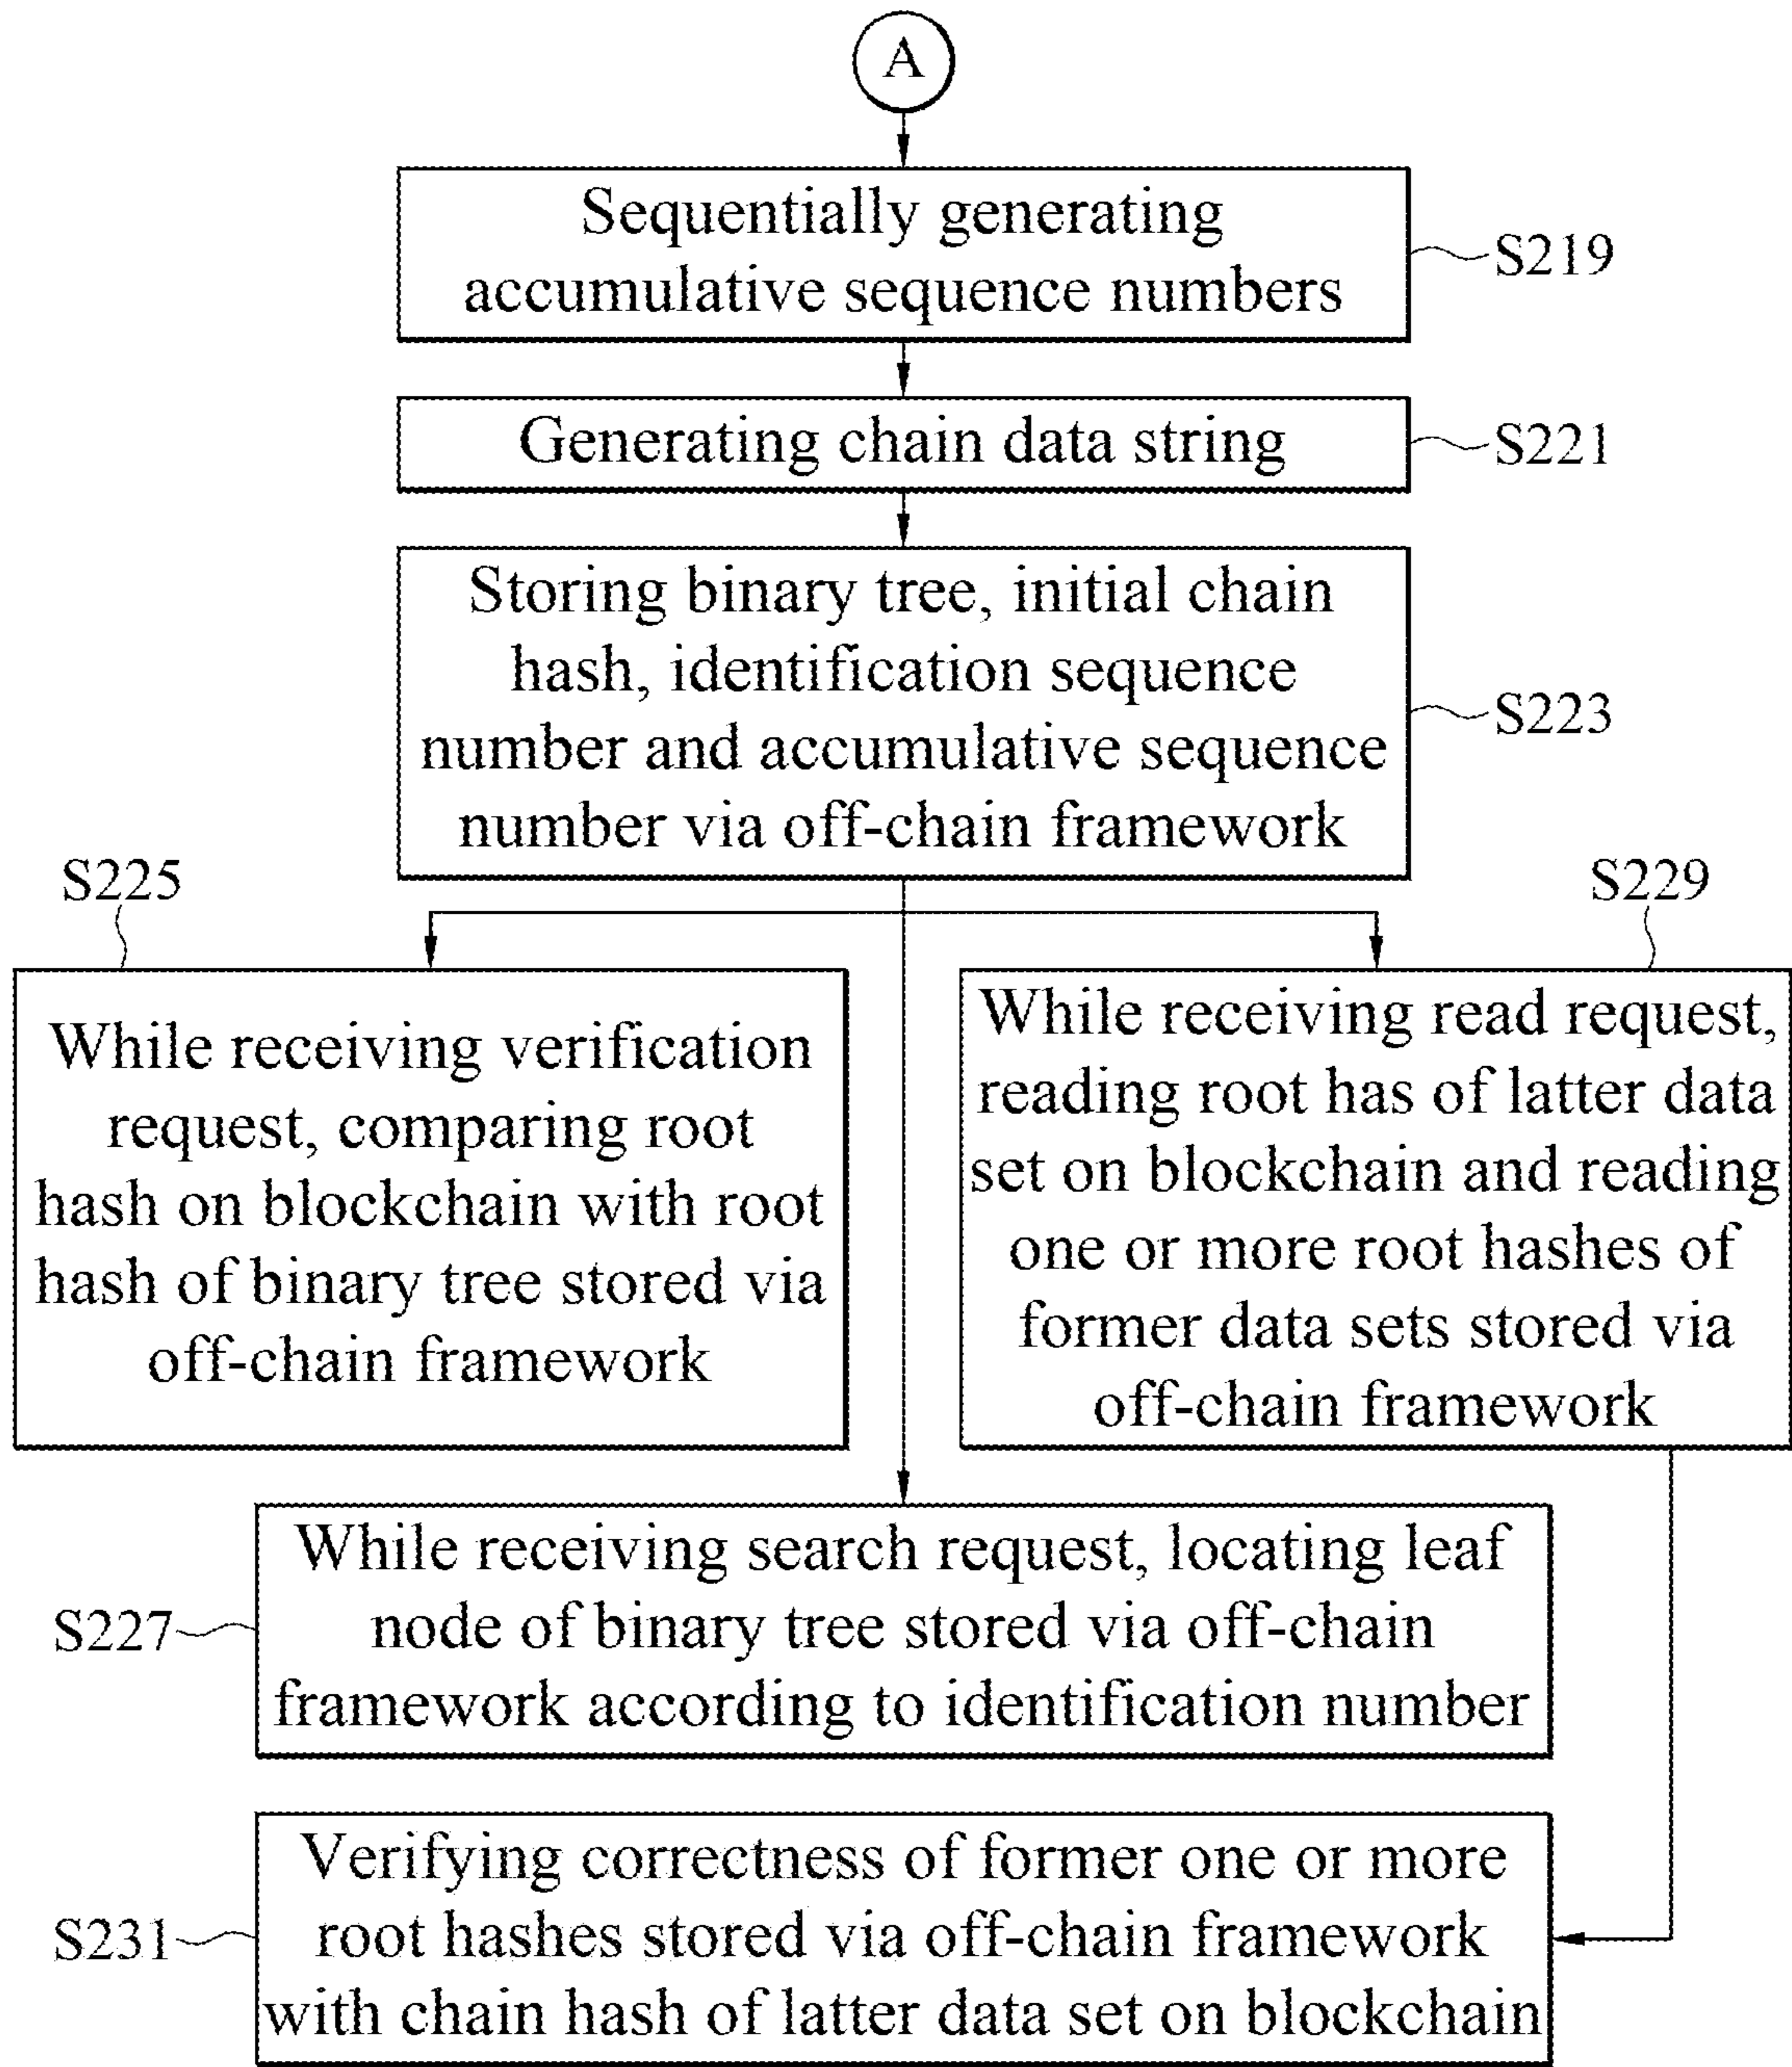 A
Sequentially generating
accumulative sequence numbers
S219
Generating chain data string
S221
Storing binary tree, initial chain
hash, identification sequence
number and accumulative sequence
number via off-chain framework
S223
S225
While receiving verification
request, comparing root
hash on blockchain with root
hash of binary tree stored via
off-chain framework
S229
While receiving read request,
reading root has of latter data
set on blockchain and reading
one or more root hashes of
former data sets stored via
off-chain framework
While receiving search request, locating leaf
node of binary tree stored via off-chain
framework according to identification number
S227
Verifying correctness of former one or more
root hashes stored via off-chain framework
with chain hash of latter data set on blockchain
S231